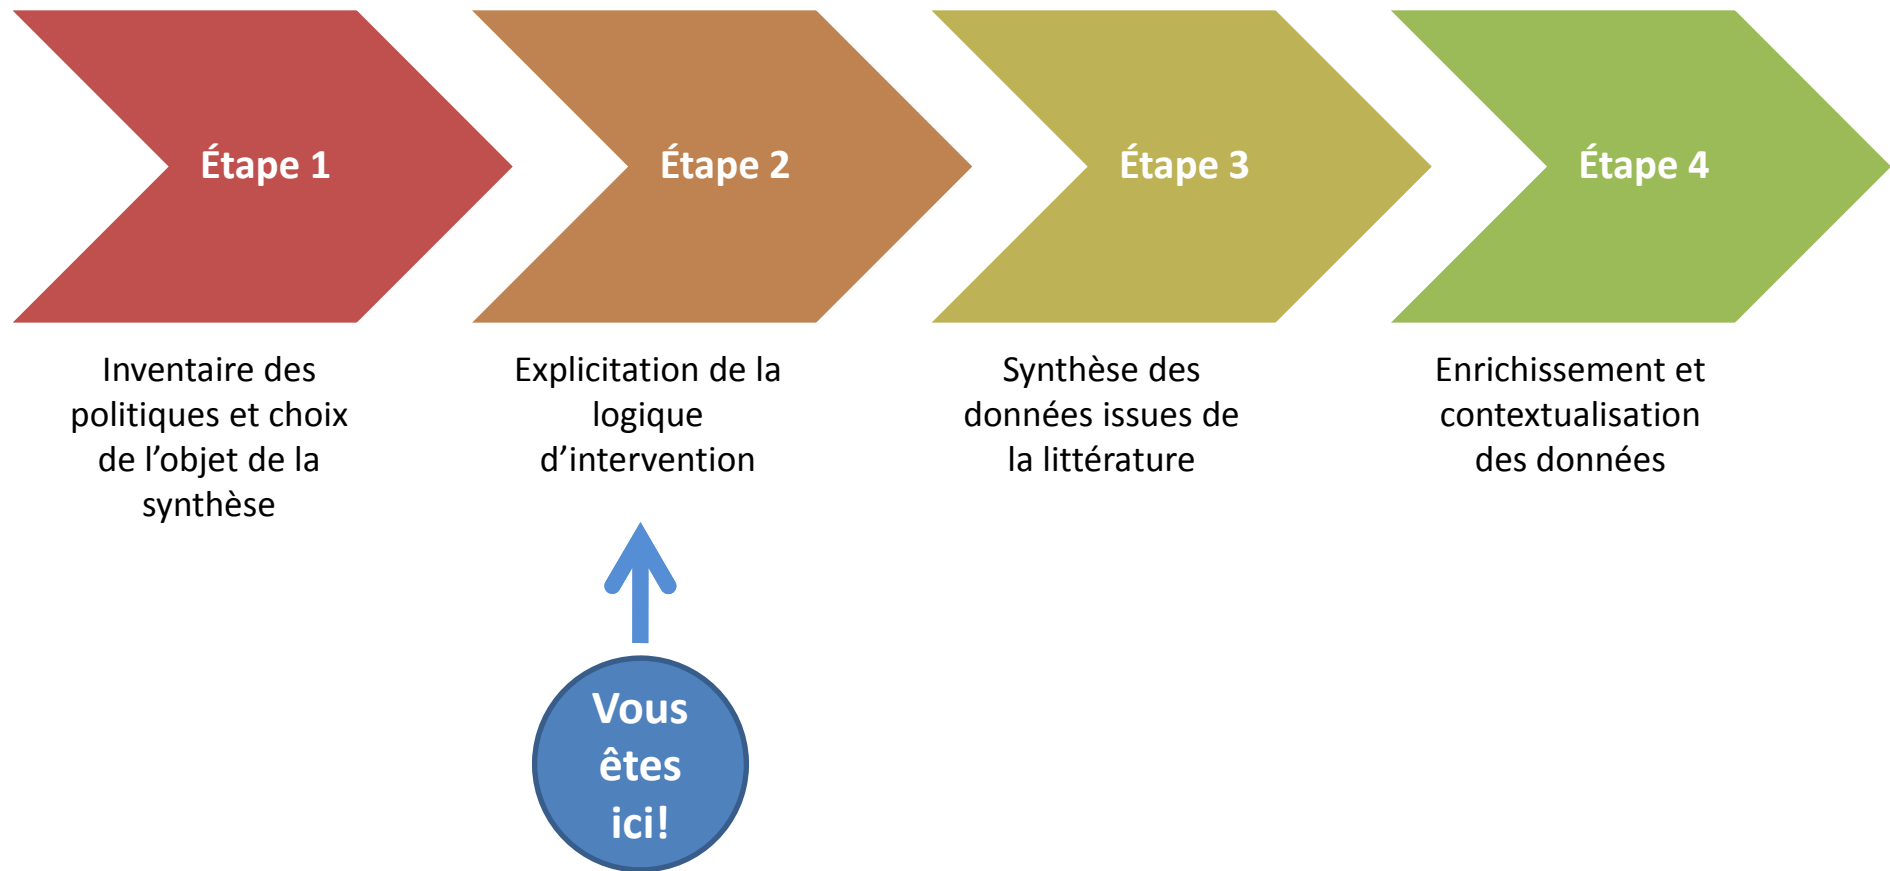 Étape 1
Étape 2
Étape 3
Étape 4
Inventaire des
politiques et choix
de l’objet de la
synthèse
Explicitation de la
logique
d’intervention
Synthèse des
données issues de
la littérature
Enrichissement et
contextualisation
des données
Vous
êtes
ici!